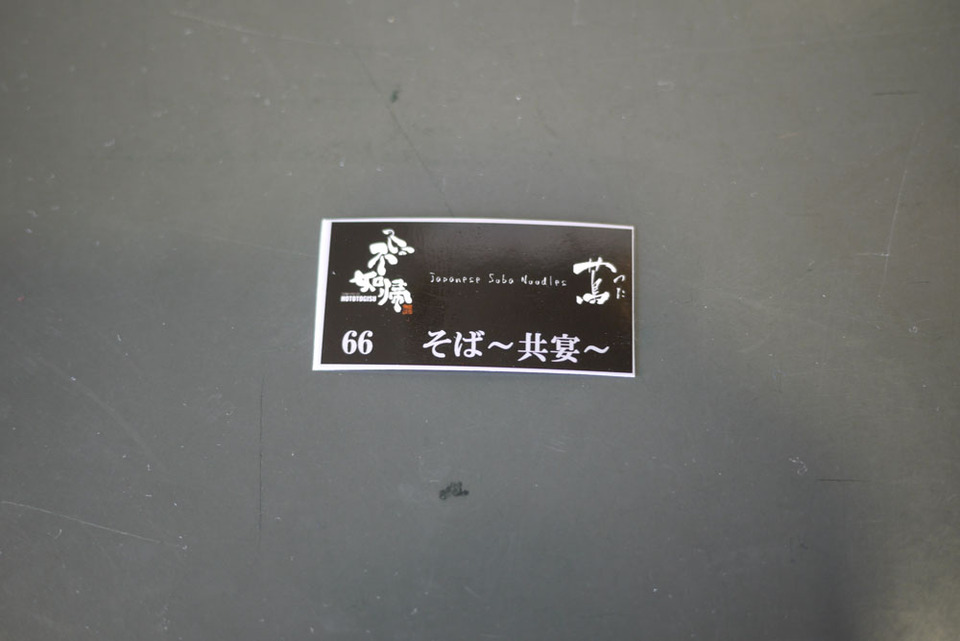 不如帰
HOTOTOGISU
Japanese Soba Noodles
蔦
つた
66 そば〜共宴〜